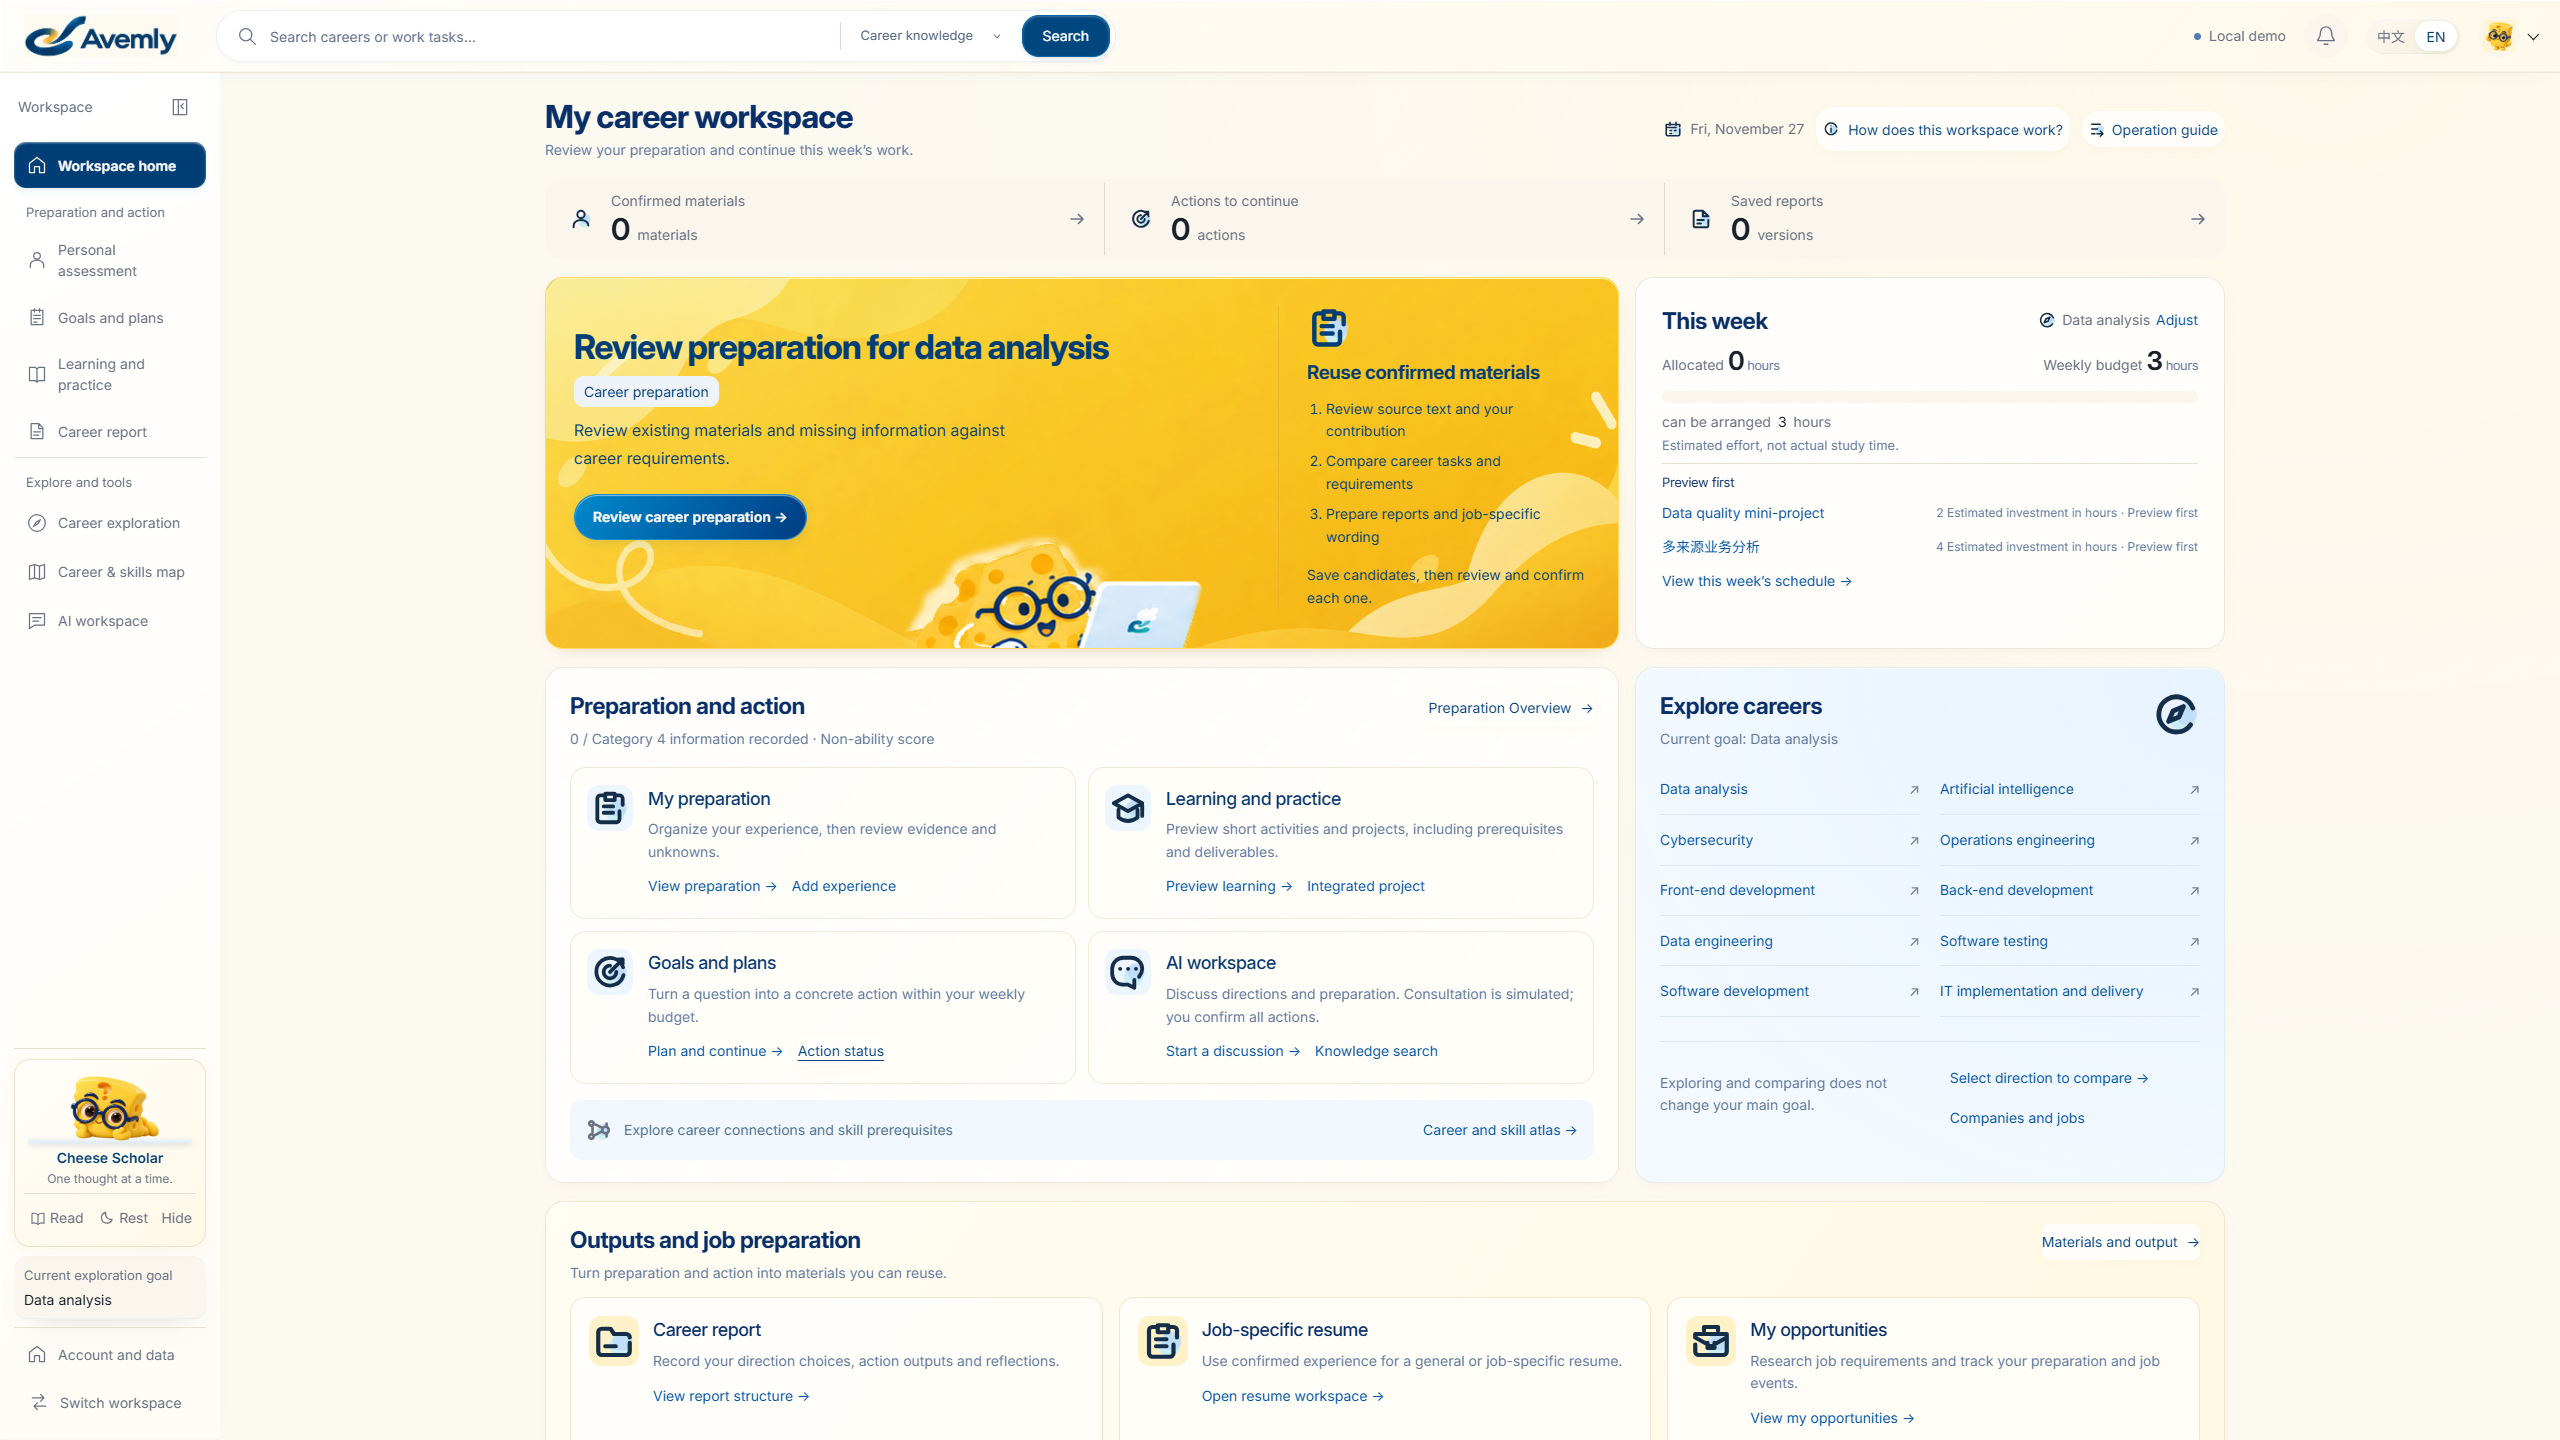 Avemly
Search careers or work tasks...
Career knowledge
Search
Local demo
中文
EN
Workspace
Workspace home
Preparation and action
Personal
assessment
Goals and plans
Learning and
practice
Career report
Explore and tools
Career exploration
Career & skills map
AI workspace
Cheese Scholar
One thought at a time.
Read
Rest
Hide
Current exploration goal
Data analysis
Account and data
Switch workspace
My career workspace
Review your preparation and continue this week's work.
Fri, November 27
How does this workspace work?
Operation guide
Confirmed materials
0 materials
Actions to continue
0 actions
Saved reports
0 versions
Review preparation for data analysis
Career preparation
Review existing materials and missing information against
career requirements.
Review career preparation →
Reuse confirmed materials
1. Review source text and your
contribution
2. Compare career tasks and
requirements
3. Prepare reports and job-specific
wording
Save candidates, then review and confirm
each one.
This week
Data analysis Adjust
Allocated 0 hours
Weekly budget 3 hours
can be arranged 3 hours
Estimated effort, not actual study time.
Preview first
Data quality mini-project
2 Estimated investment in hours · Preview first
多来源业务分析
4 Estimated investment in hours · Preview first
View this week's schedule →
Preparation and action
Preparation Overview →
0 / Category 4 information recorded · Non-ability score
My preparation
Organize your experience, then review evidence and
unknowns.
View preparation → Add experience
Learning and practice
Preview short activities and projects, including prerequisites
and deliverables.
Preview learning → Integrated project
Goals and plans
Turn a question into a concrete action within your weekly
budget.
Plan and continue → Action status
AI workspace
Discuss directions and preparation. Consultation is simulated;
you confirm all actions.
Start a discussion → Knowledge search
Explore career connections and skill prerequisites
Career and skill atlas →
Explore careers
Current goal: Data analysis
Data analysis
Artificial intelligence
Cybersecurity
Operations engineering
Front-end development
Back-end development
Data engineering
Software testing
Software development
IT implementation and delivery
Exploring and comparing does not
change your main goal.
Select direction to compare →
Companies and jobs
Outputs and job preparation
Materials and output →
Turn preparation and action into materials you can reuse.
Career report
Record your direction choices, action outputs and reflections.
View report structure →
Job-specific resume
Use confirmed experience for a general or job-specific resume.
Open resume workspace →
My opportunities
Research job requirements and track your preparation and job
events.
View my opportunities →